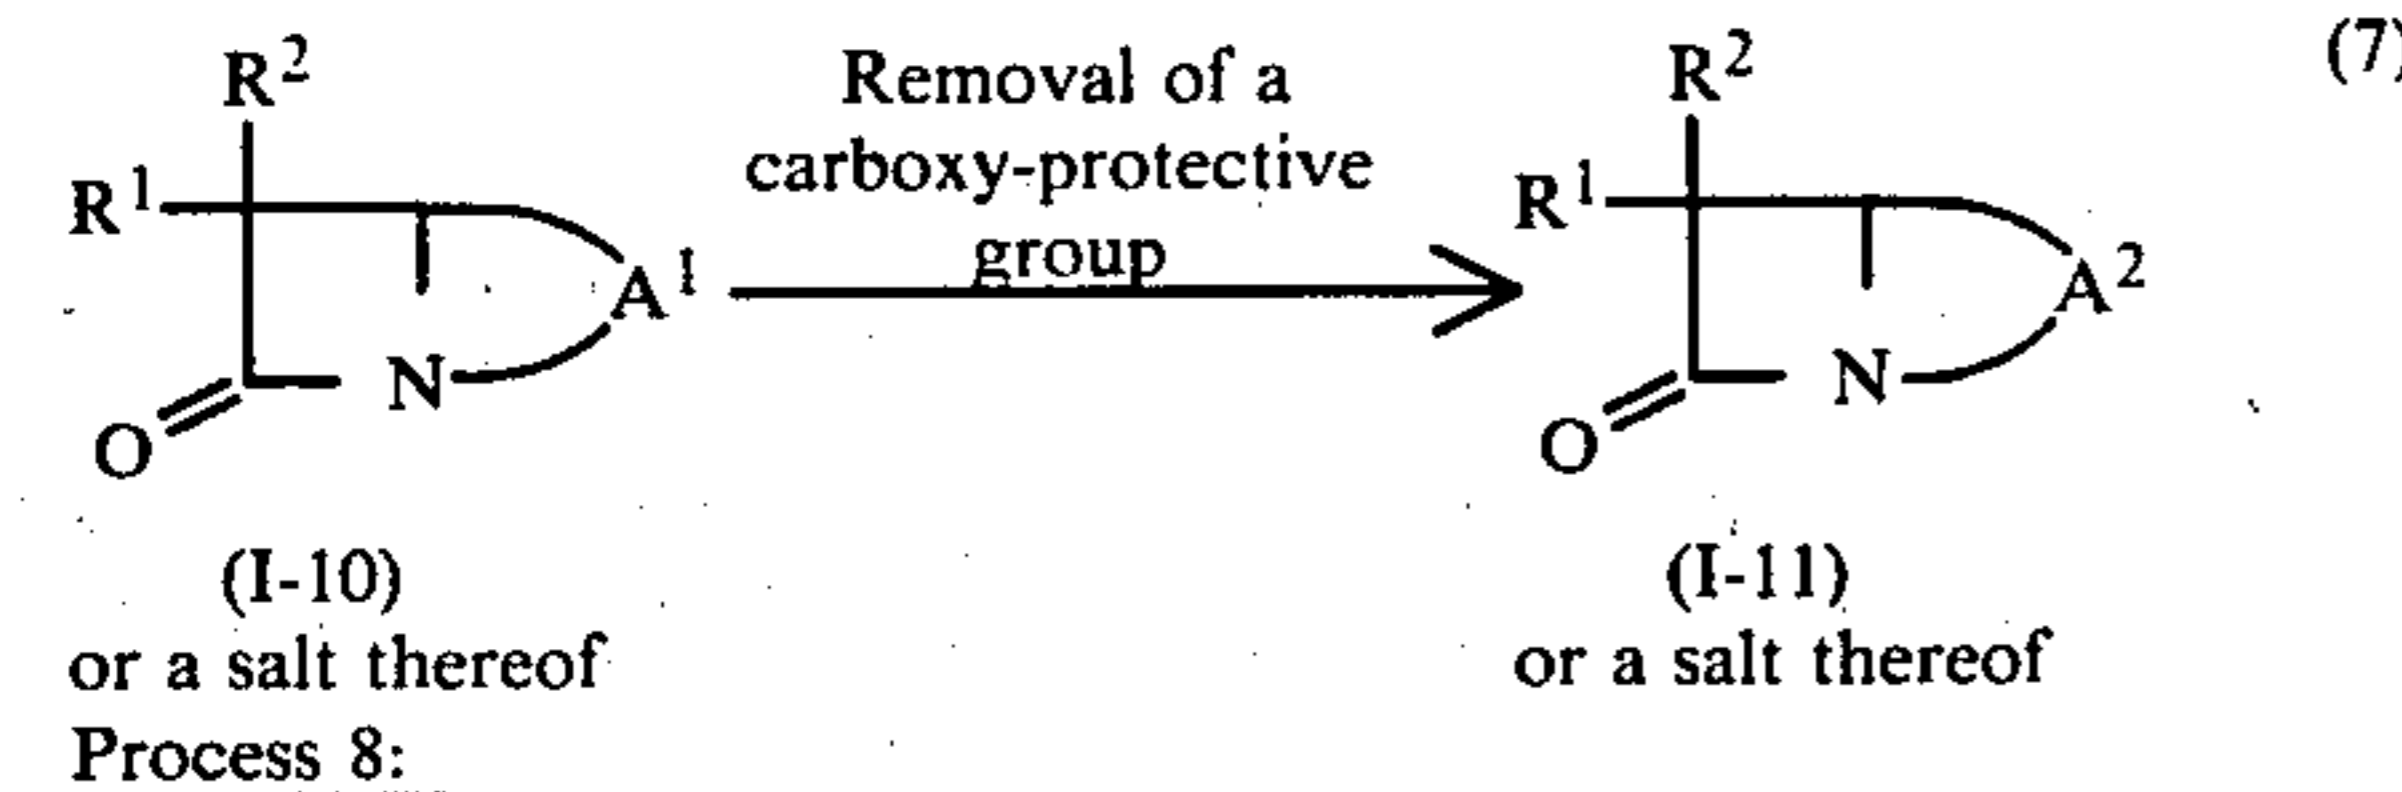 R² Removal of a R² (7)
R¹ carboxy-protective R¹
group
A¹ A²
N N
O O
(I-10) (I-11)
or a salt thereof or a salt thereof
Process 8: